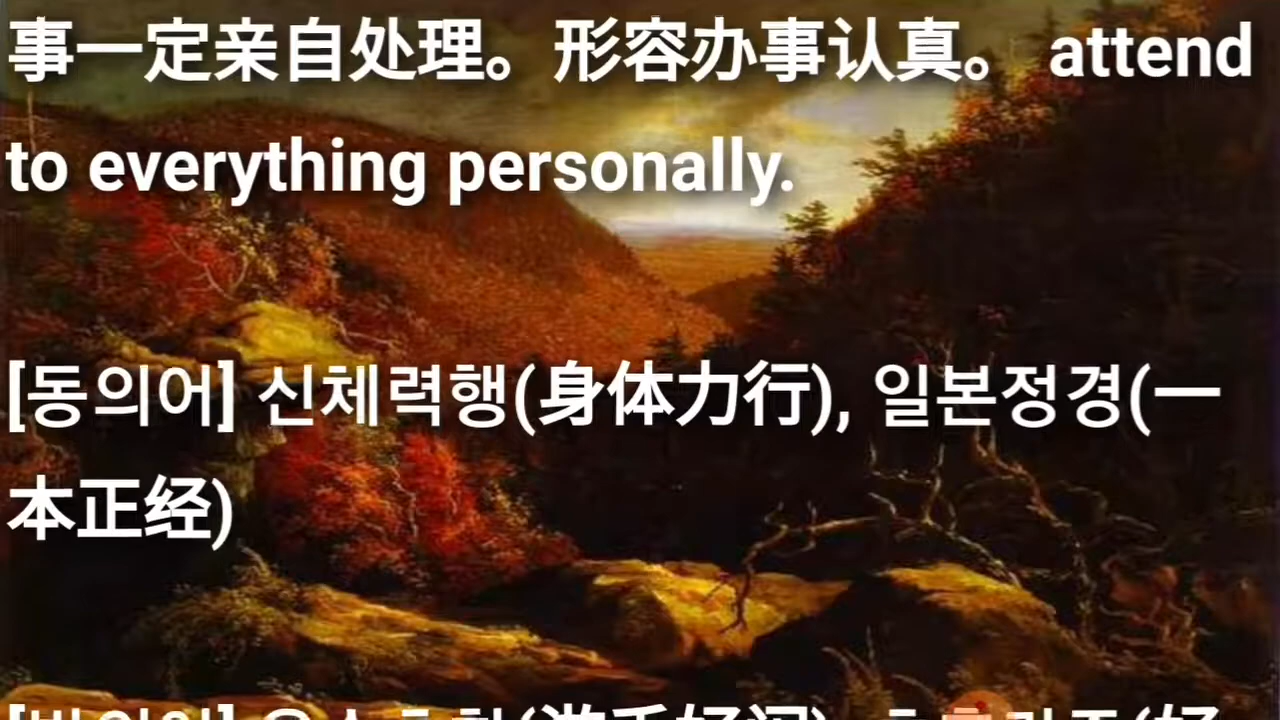 事一定亲自处理。形容办事认真。 attend
to everything personally.
[동의어] 신체력행(身体力行), 일본정경(一
本正经)